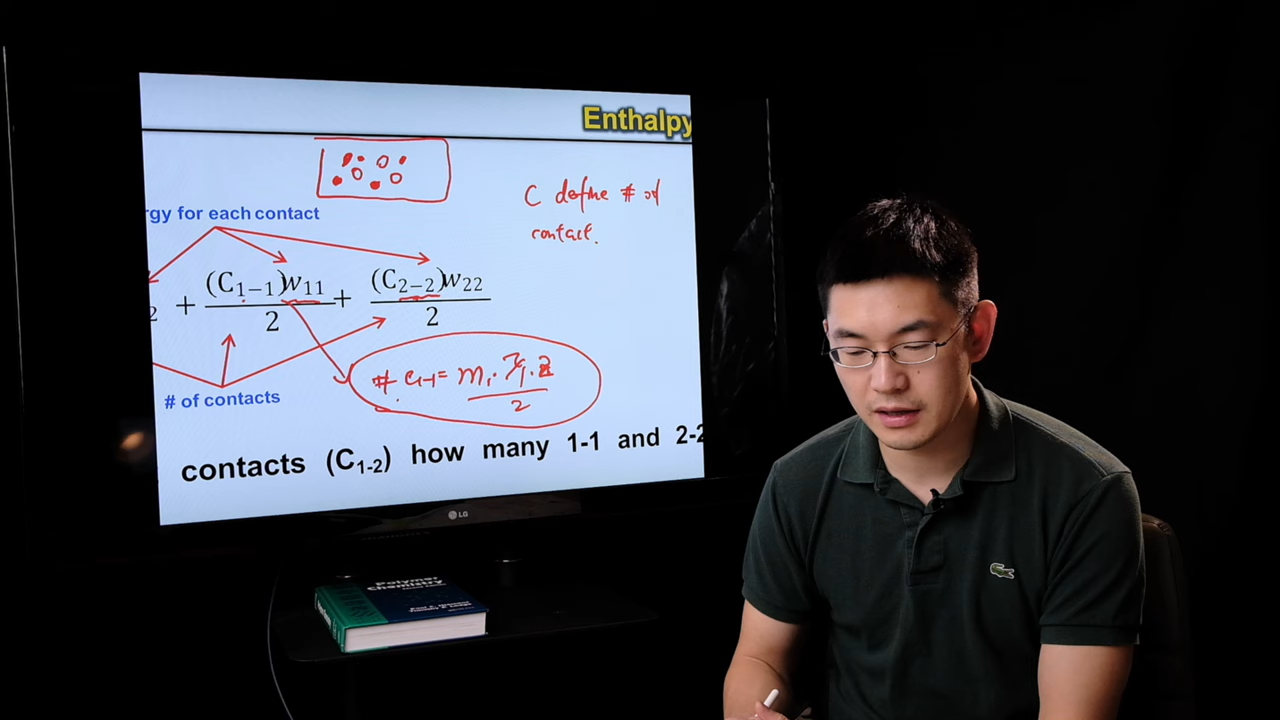 Enthalpy
C define # of
contact.
rgy for each contact
2 + (C1-1)w11/2 + (C2-2)w22/2
# C1-1 = m1 · x1 · z / 2
# of contacts
contacts (C1-2) how many 1-1 and 2-2
LG
Polymer
Chemistry